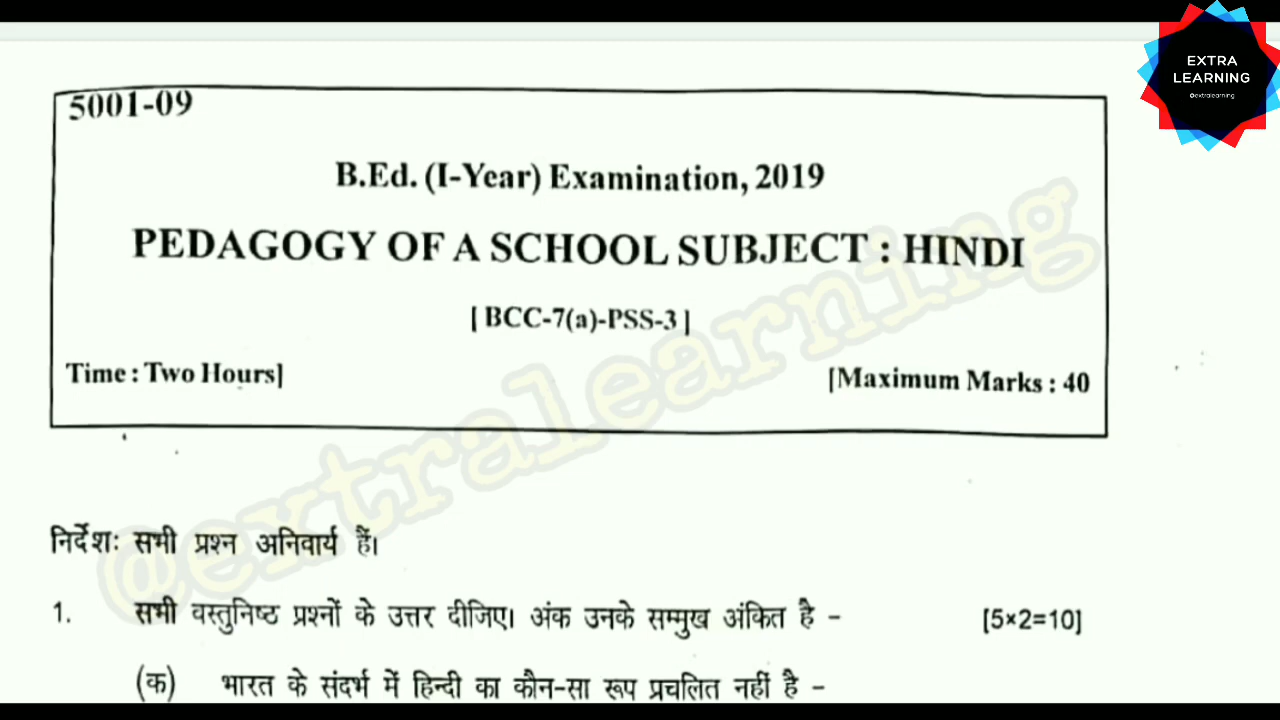 EXTRA
LEARNING
@extralearning
5001-09
B.Ed. (I-Year) Examination, 2019
PEDAGOGY OF A SCHOOL SUBJECT : HINDI
[ BCC-7(a)-PSS-3 ]
Time : Two Hours]
[Maximum Marks : 40
@extralearning
निर्देशः सभी प्रश्न अनिवार्य हैं।
1. सभी वस्तुनिष्ठ प्रश्नों के उत्तर दीजिए। अंक उनके सम्मुख अंकित है – [5×2=10]
(क) भारत के संदर्भ में हिन्दी का कौन-सा रूप प्रचलित नहीं है –